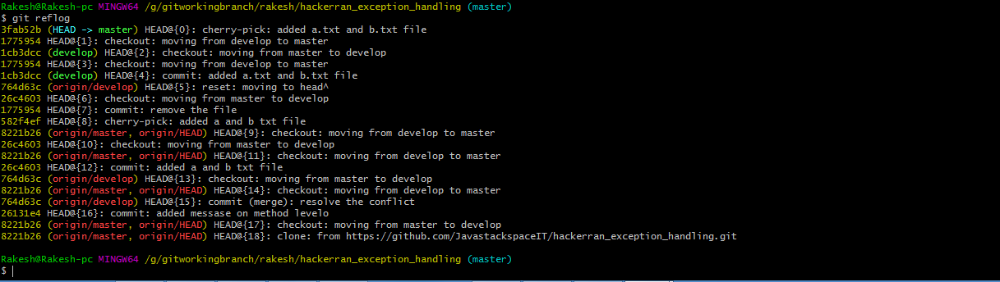 Rakesh@Rakesh-pc MINGW64 /g/gitworkingbranch/rakesh/hackerran_exception_handling (master)
$ git reflog
3fab52b (HEAD -> master) HEAD@{0}: cherry-pick: added a.txt and b.txt file
1775954 HEAD@{1}: checkout: moving from develop to master
1cb3dcc (develop) HEAD@{2}: checkout: moving from master to develop
1775954 HEAD@{3}: checkout: moving from develop to master
1cb3dcc (develop) HEAD@{4}: commit: added a.txt and b.txt file
764d63c (origin/develop) HEAD@{5}: reset: moving to head^
26c4603 HEAD@{6}: checkout: moving from master to develop
1775954 HEAD@{7}: commit: remove the file
582f4ef HEAD@{8}: cherry-pick: added a and b txt file
8221b26 (origin/master, origin/HEAD) HEAD@{9}: checkout: moving from develop to master
26c4603 HEAD@{10}: checkout: moving from master to develop
8221b26 (origin/master, origin/HEAD) HEAD@{11}: checkout: moving from develop to master
26c4603 HEAD@{12}: commit: added a and b txt file
764d63c (origin/develop) HEAD@{13}: checkout: moving from master to develop
8221b26 (origin/master, origin/HEAD) HEAD@{14}: checkout: moving from develop to master
764d63c (origin/develop) HEAD@{15}: commit (merge): resolve the conflict
26131e4 HEAD@{16}: commit: added messase on method levelo
8221b26 (origin/master, origin/HEAD) HEAD@{17}: checkout: moving from master to develop
8221b26 (origin/master, origin/HEAD) HEAD@{18}: clone: from https://github.com/JavastackspaceIT/hackerran_exception_handling.git
Rakesh@Rakesh-pc MINGW64 /g/gitworkingbranch/rakesh/hackerran_exception_handling (master)
$